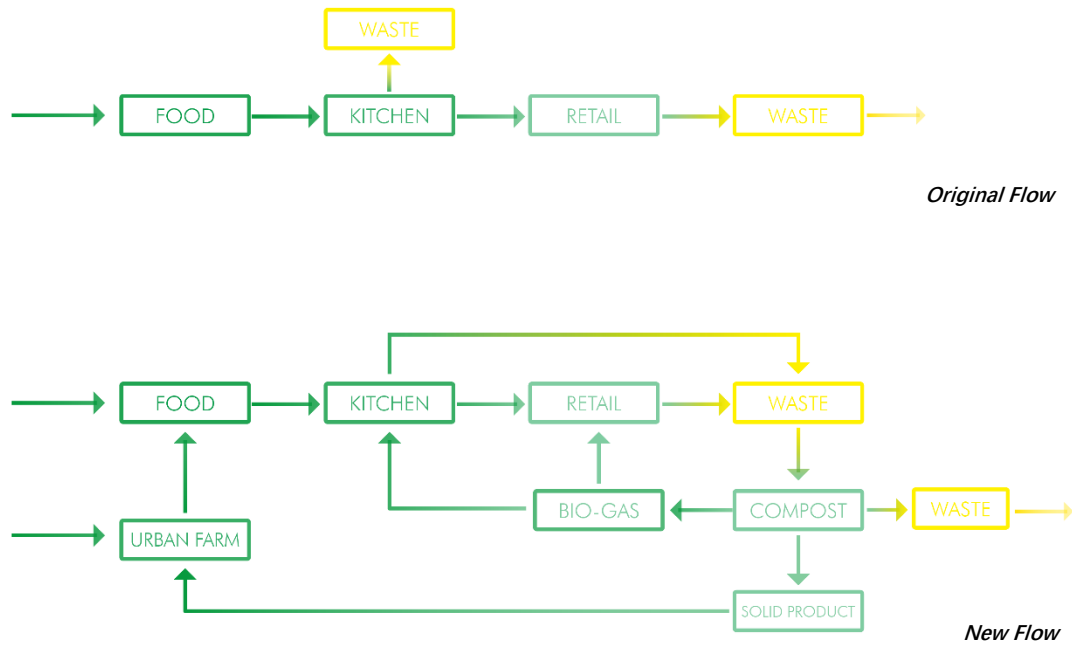 WASTE
FOOD
KITCHEN
RETAIL
WASTE
Original Flow
FOOD
KITCHEN
RETAIL
WASTE
BIO-GAS
COMPOST
WASTE
URBAN FARM
SOLID PRODUCT
New Flow